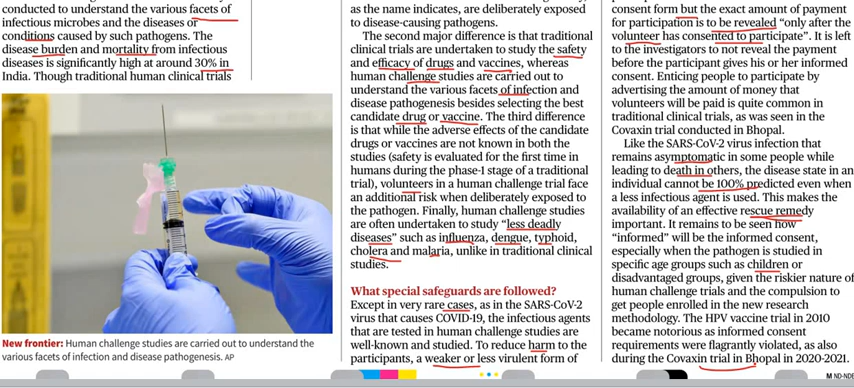 conducted to understand the various facets of
infectious microbes and the diseases or
conditions caused by such pathogens. The
disease burden and mortality from infectious
diseases is significantly high at around 30% in
India. Though traditional human clinical trials
New frontier: Human challenge studies are carried out to understand the
various facets of infection and disease pathogenesis. AP
as the name indicates, are deliberately exposed
to disease-causing pathogens.
The second major difference is that traditional
clinical trials are undertaken to study the safety
and efficacy of drugs and vaccines, whereas
human challenge studies are carried out to
understand the various facets of infection and
disease pathogenesis besides selecting the best
candidate drug or vaccine. The third difference
is that while the adverse effects of the candidate
drugs or vaccines are not known in both the
studies (safety is evaluated for the first time in
humans during the phase-1 stage of a traditional
trial), volunteers in a human challenge trial face
an additional risk when deliberately exposed to
the pathogen. Finally, human challenge studies
are often undertaken to study “less deadly
diseases” such as influenza, dengue, typhoid,
cholera and malaria, unlike in traditional clinical
studies.
What special safeguards are followed?
Except in very rare cases, as in the SARS-CoV-2
virus that causes COVID-19, the infectious agents
that are tested in human challenge studies are
well-known and studied. To reduce harm to the
participants, a weaker or less virulent form of
consent form but the exact amount of payment
for participation is to be revealed “only after the
volunteer has consented to participate”. It is left
to the investigators to not reveal the payment
before the participant gives his or her informed
consent. Enticing people to participate by
advertising the amount of money that
volunteers will be paid is quite common in
traditional clinical trials, as was seen in the
Covaxin trial conducted in Bhopal.
Like the SARS-CoV-2 virus infection that
remains asymptomatic in some people while
leading to death in others, the disease state in an
individual cannot be 100% predicted even when
a less infectious agent is used. This makes the
availability of an effective rescue remedy
important. It remains to be seen how
“informed” will be the informed consent,
especially when the pathogen is studied in
specific age groups such as children or
disadvantaged groups, given the riskier nature of
human challenge trials and the compulsion to
get people enrolled in the new research
methodology. The HPV vaccine trial in 2010
became notorious as informed consent
requirements were flagrantly violated, as also
during the Covaxin trial in Bhopal in 2020-2021.
M ND-NDE